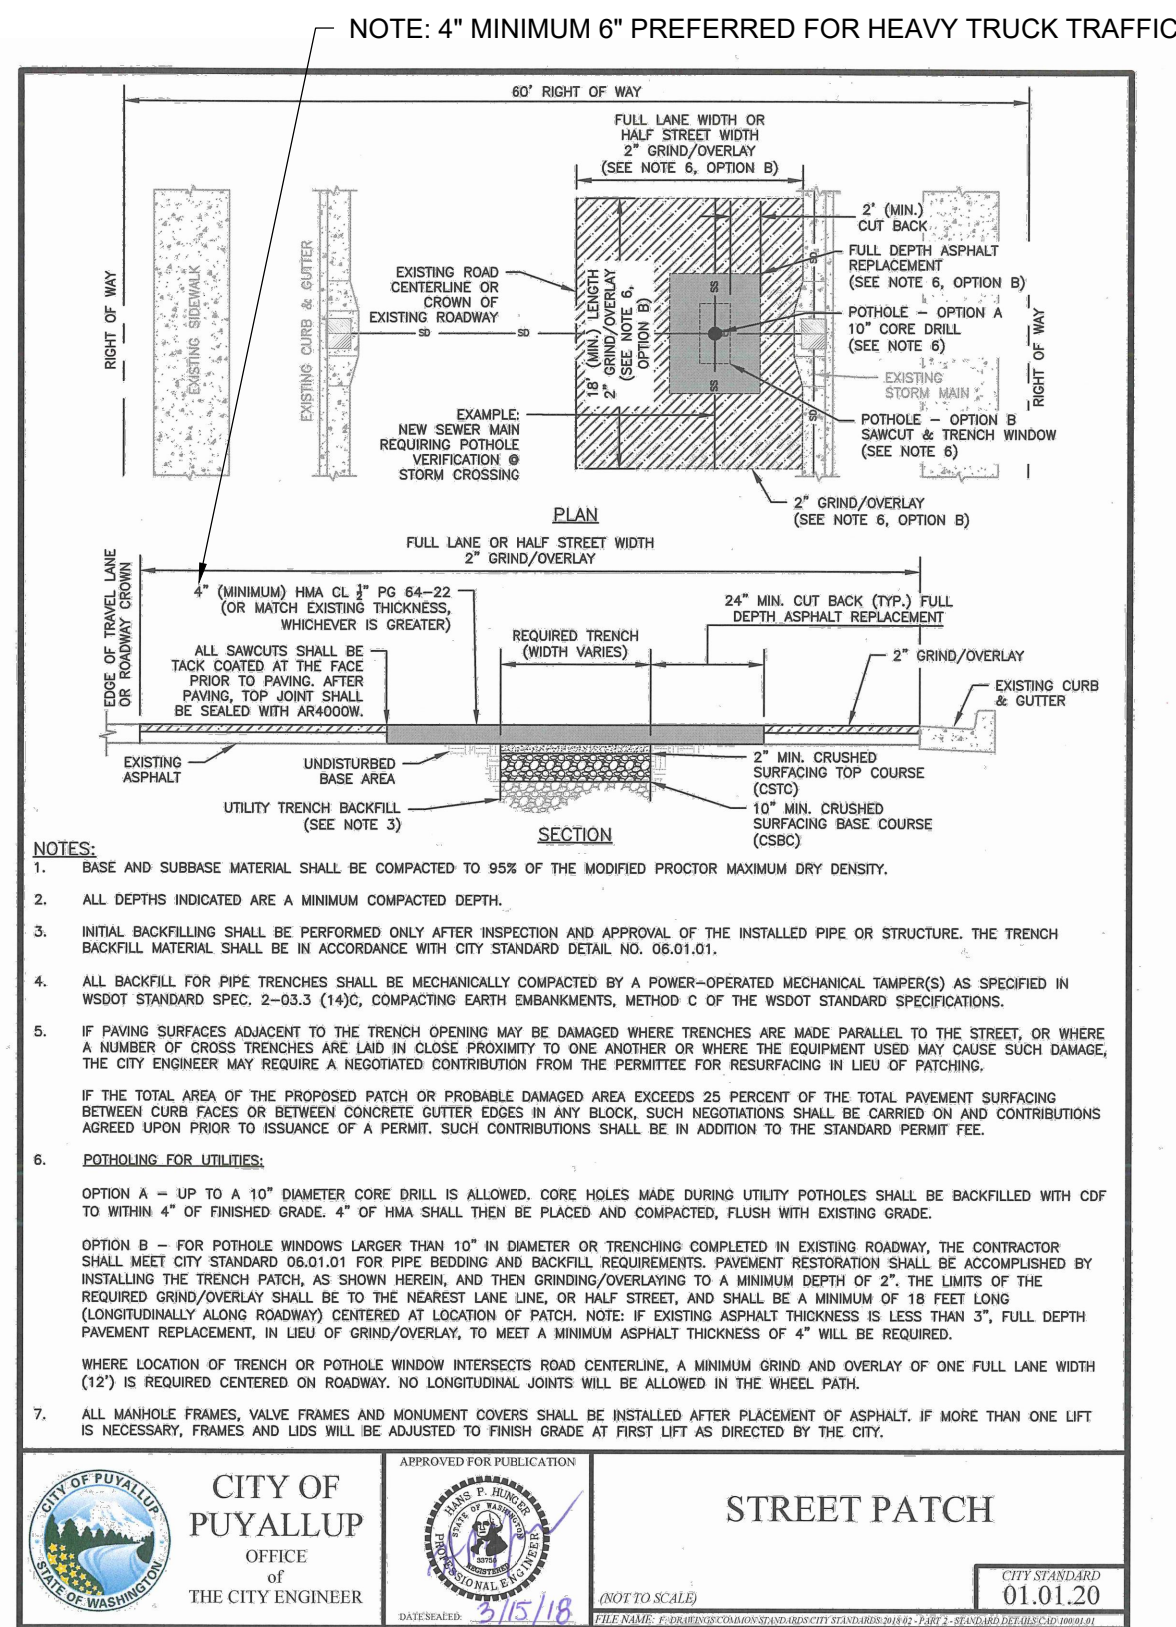 NOTE: 4" MINIMUM 6" PREFERRED FOR HEAVY TRUCK TRAFFIC
60' RIGHT OF WAY
FULL LANE WIDTH OR
HALF STREET WIDTH
2" GRIND/OVERLAY
(SEE NOTE 6, OPTION B)
RIGHT OF WAY
EXISTING SIDEWALK
EXISTING CURB & GUTTER
EXISTING ROAD
CENTERLINE OR
CROWN OF
EXISTING ROADWAY
SD
SD
18' (MIN.) LENGTH
2" GRIND/OVERLAY
(SEE NOTE 6,
OPTION B)
SS
SS
2' (MIN.)
CUT BACK
SD
FULL DEPTH ASPHALT
REPLACEMENT
(SEE NOTE 6, OPTION B)
POTHOLE – OPTION A
10" CORE DRILL
(SEE NOTE 6)
EXISTING
STORM MAIN
SD
RIGHT OF WAY
POTHOLE – OPTION B
SAWCUT & TRENCH WINDOW
(SEE NOTE 6)
EXAMPLE:
NEW SEWER MAIN
REQUIRING POTHOLE
VERIFICATION @
STORM CROSSING
2" GRIND/OVERLAY
(SEE NOTE 6, OPTION B)
PLAN
FULL LANE OR HALF STREET WIDTH
2" GRIND/OVERLAY
EDGE OF TRAVEL LANE
OR ROADWAY CROWN
4" (MINIMUM) HMA CL ½" PG 64–22
(OR MATCH EXISTING THICKNESS,
WHICHEVER IS GREATER)
ALL SAWCUTS SHALL BE
TACK COATED AT THE FACE
PRIOR TO PAVING. AFTER
PAVING, TOP JOINT SHALL
BE SEALED WITH AR4000W.
REQUIRED TRENCH
(WIDTH VARIES)
24" MIN. CUT BACK (TYP.) FULL
DEPTH ASPHALT REPLACEMENT
2" GRIND/OVERLAY
EXISTING CURB
& GUTTER
EXISTING
ASPHALT
UNDISTURBED
BASE AREA
2" MIN. CRUSHED
SURFACING TOP COURSE
(CSTC)
UTILITY TRENCH BACKFILL
(SEE NOTE 3)
10" MIN. CRUSHED
SURFACING BASE COURSE
(CSBC)
SECTION
NOTES:
1. BASE AND SUBBASE MATERIAL SHALL BE COMPACTED TO 95% OF THE MODIFIED PROCTOR MAXIMUM DRY DENSITY.
2. ALL DEPTHS INDICATED ARE A MINIMUM COMPACTED DEPTH.
3. INITIAL BACKFILLING SHALL BE PERFORMED ONLY AFTER INSPECTION AND APPROVAL OF THE INSTALLED PIPE OR STRUCTURE. THE TRENCH
BACKFILL MATERIAL SHALL BE IN ACCORDANCE WITH CITY STANDARD DETAIL NO. 06.01.01.
4. ALL BACKFILL FOR PIPE TRENCHES SHALL BE MECHANICALLY COMPACTED BY A POWER–OPERATED MECHANICAL TAMPER(S) AS SPECIFIED IN
WSDOT STANDARD SPEC. 2–03.3 (14)C, COMPACTING EARTH EMBANKMENTS, METHOD C OF THE WSDOT STANDARD SPECIFICATIONS.
5. IF PAVING SURFACES ADJACENT TO THE TRENCH OPENING MAY BE DAMAGED WHERE TRENCHES ARE MADE PARALLEL TO THE STREET, OR WHERE
A NUMBER OF CROSS TRENCHES ARE LAID IN CLOSE PROXIMITY TO ONE ANOTHER OR WHERE THE EQUIPMENT USED MAY CAUSE SUCH DAMAGE,
THE CITY ENGINEER MAY REQUIRE A NEGOTIATED CONTRIBUTION FROM THE PERMITTEE FOR RESURFACING IN LIEU OF PATCHING.
IF THE TOTAL AREA OF THE PROPOSED PATCH OR PROBABLE DAMAGED AREA EXCEEDS 25 PERCENT OF THE TOTAL PAVEMENT SURFACING
BETWEEN CURB FACES OR BETWEEN CONCRETE GUTTER EDGES IN ANY BLOCK, SUCH NEGOTIATIONS SHALL BE CARRIED ON AND CONTRIBUTIONS
AGREED UPON PRIOR TO ISSUANCE OF A PERMIT. SUCH CONTRIBUTIONS SHALL BE IN ADDITION TO THE STANDARD PERMIT FEE.
6. POTHOLING FOR UTILITIES:
OPTION A – UP TO A 10" DIAMETER CORE DRILL IS ALLOWED. CORE HOLES MADE DURING UTILITY POTHOLES SHALL BE BACKFILLED WITH CDF
TO WITHIN 4" OF FINISHED GRADE. 4" OF HMA SHALL THEN BE PLACED AND COMPACTED, FLUSH WITH EXISTING GRADE.
OPTION B – FOR POTHOLE WINDOWS LARGER THAN 10" IN DIAMETER OR TRENCHING COMPLETED IN EXISTING ROADWAY, THE CONTRACTOR
SHALL MEET CITY STANDARD 06.01.01 FOR PIPE BEDDING AND BACKFILL REQUIREMENTS. PAVEMENT RESTORATION SHALL BE ACCOMPLISHED BY
INSTALLING THE TRENCH PATCH, AS SHOWN HEREIN, AND THEN GRINDING/OVERLAYING TO A MINIMUM DEPTH OF 2". THE LIMITS OF THE
REQUIRED GRIND/OVERLAY SHALL BE TO THE NEAREST LANE LINE, OR HALF STREET, AND SHALL BE A MINIMUM OF 18 FEET LONG
(LONGITUDINALLY ALONG ROADWAY) CENTERED AT LOCATION OF PATCH. NOTE: IF EXISTING ASPHALT THICKNESS IS LESS THAN 3", FULL DEPTH
PAVEMENT REPLACEMENT, IN LIEU OF GRIND/OVERLAY, TO MEET A MINIMUM ASPHALT THICKNESS OF 4" WILL BE REQUIRED.
WHERE LOCATION OF TRENCH OR POTHOLE WINDOW INTERSECTS ROAD CENTERLINE, A MINIMUM GRIND AND OVERLAY OF ONE FULL LANE WIDTH
(12') IS REQUIRED CENTERED ON ROADWAY. NO LONGITUDINAL JOINTS WILL BE ALLOWED IN THE WHEEL PATH.
7. ALL MANHOLE FRAMES, VALVE FRAMES AND MONUMENT COVERS SHALL BE INSTALLED AFTER PLACEMENT OF ASPHALT. IF MORE THAN ONE LIFT
IS NECESSARY, FRAMES AND LIDS WILL BE ADJUSTED TO FINISH GRADE AT FIRST LIFT AS DIRECTED BY THE CITY.
CITY OF PUYALLUP
STATE OF WASHINGTON
CITY OF
PUYALLUP
OFFICE
of
THE CITY ENGINEER
APPROVED FOR PUBLICATION
HANS P. HUNGER
STATE OF WASHINGTON
33750
REGISTERED
PROFESSIONAL ENGINEER
DATE SEALED: 3/15/18
STREET PATCH
(NOT TO SCALE)
CITY STANDARD
01.01.20
FILE NAME: F:\DRAWINGS\COMMON\STANDARDS\CITY STANDARDS\2018\02 - PART 2 - STANDARD DETAILS\CAD\100\01.01